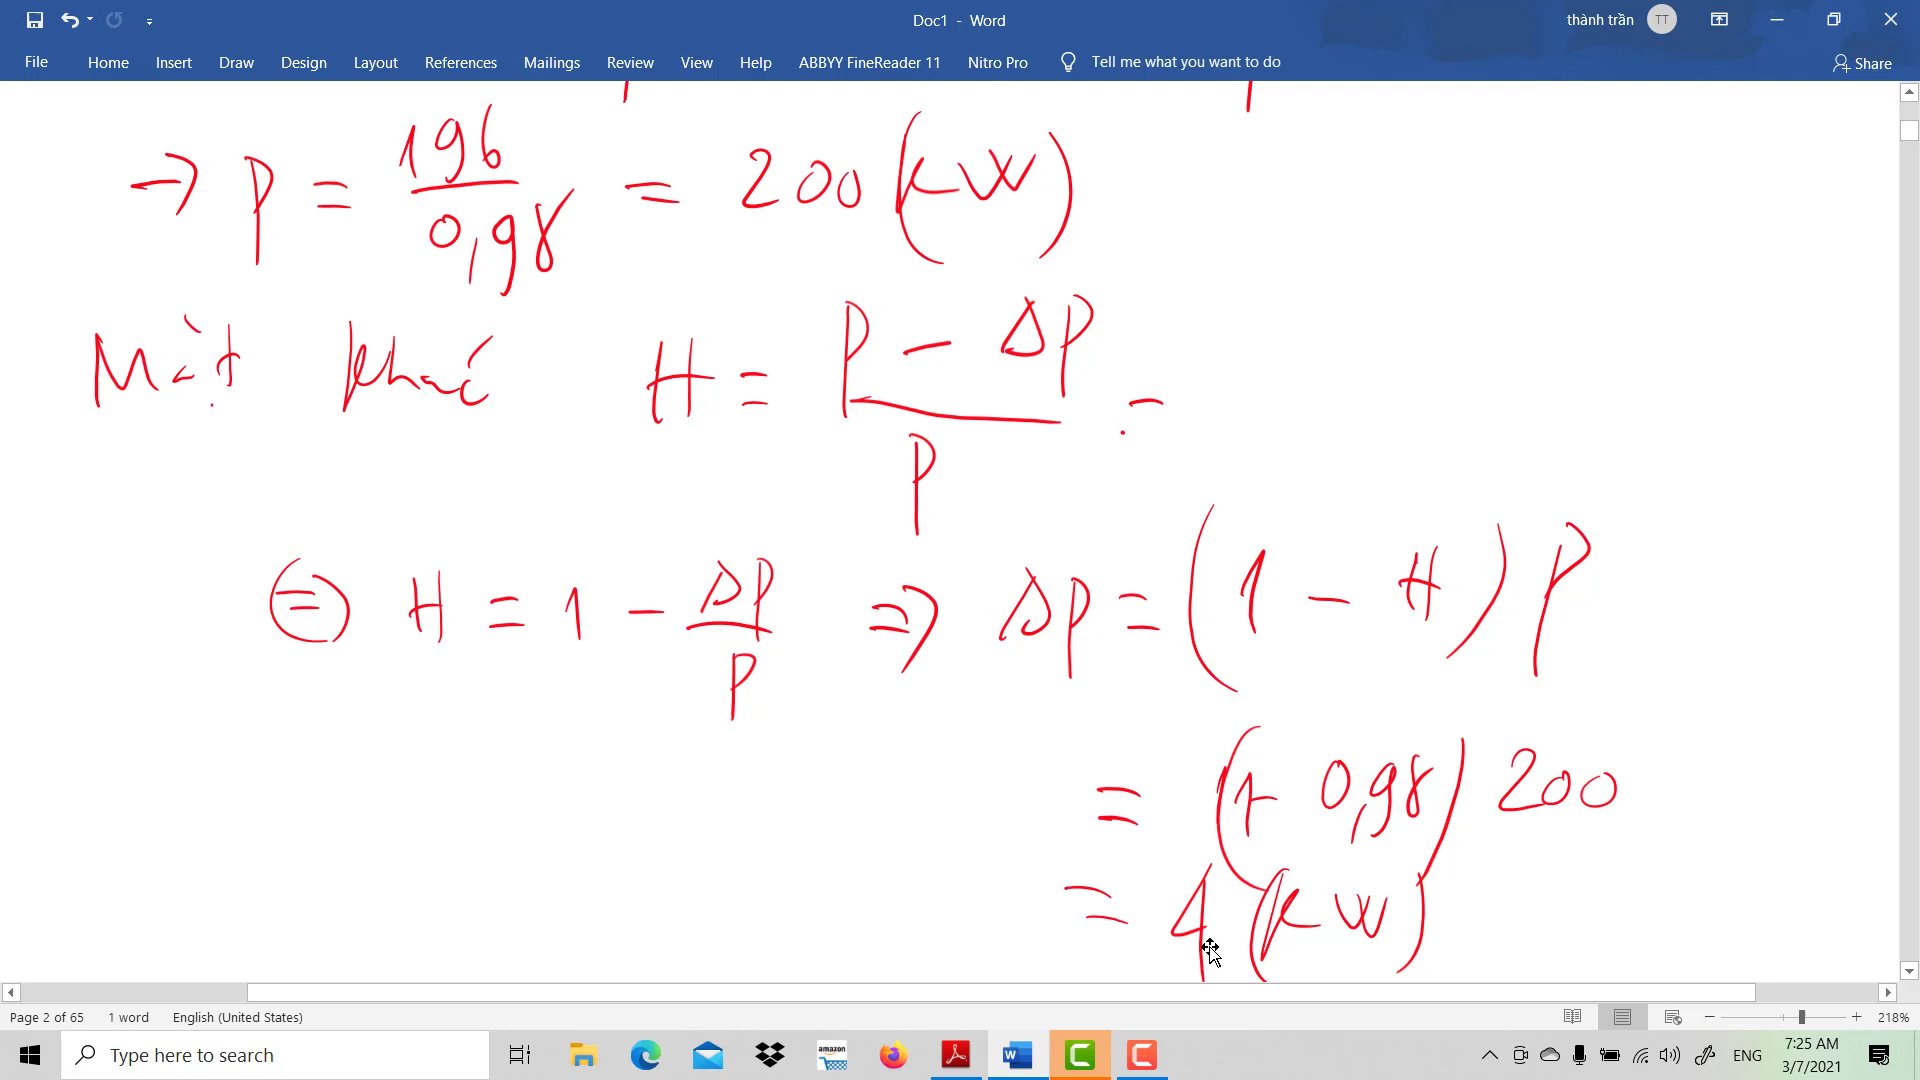 Doc1 - Word
thành trần TT
File Home Insert Draw Design Layout References Mailings Review View Help ABBYY FineReader 11 Nitro Pro Tell me what you want to do Share
→ P = 196 / 0,98 = 200 (kW)
Mặt khác H = P - ΔP / P =
⇔ H = 1 - ΔP / P ⇒ ΔP = (1 - H) P
= (1- 0,98) 200
= 4 (kW)
Page 2 of 65 1 word English (United States) 218%
Type here to search amazon ENG 7:25 AM
3/7/2021